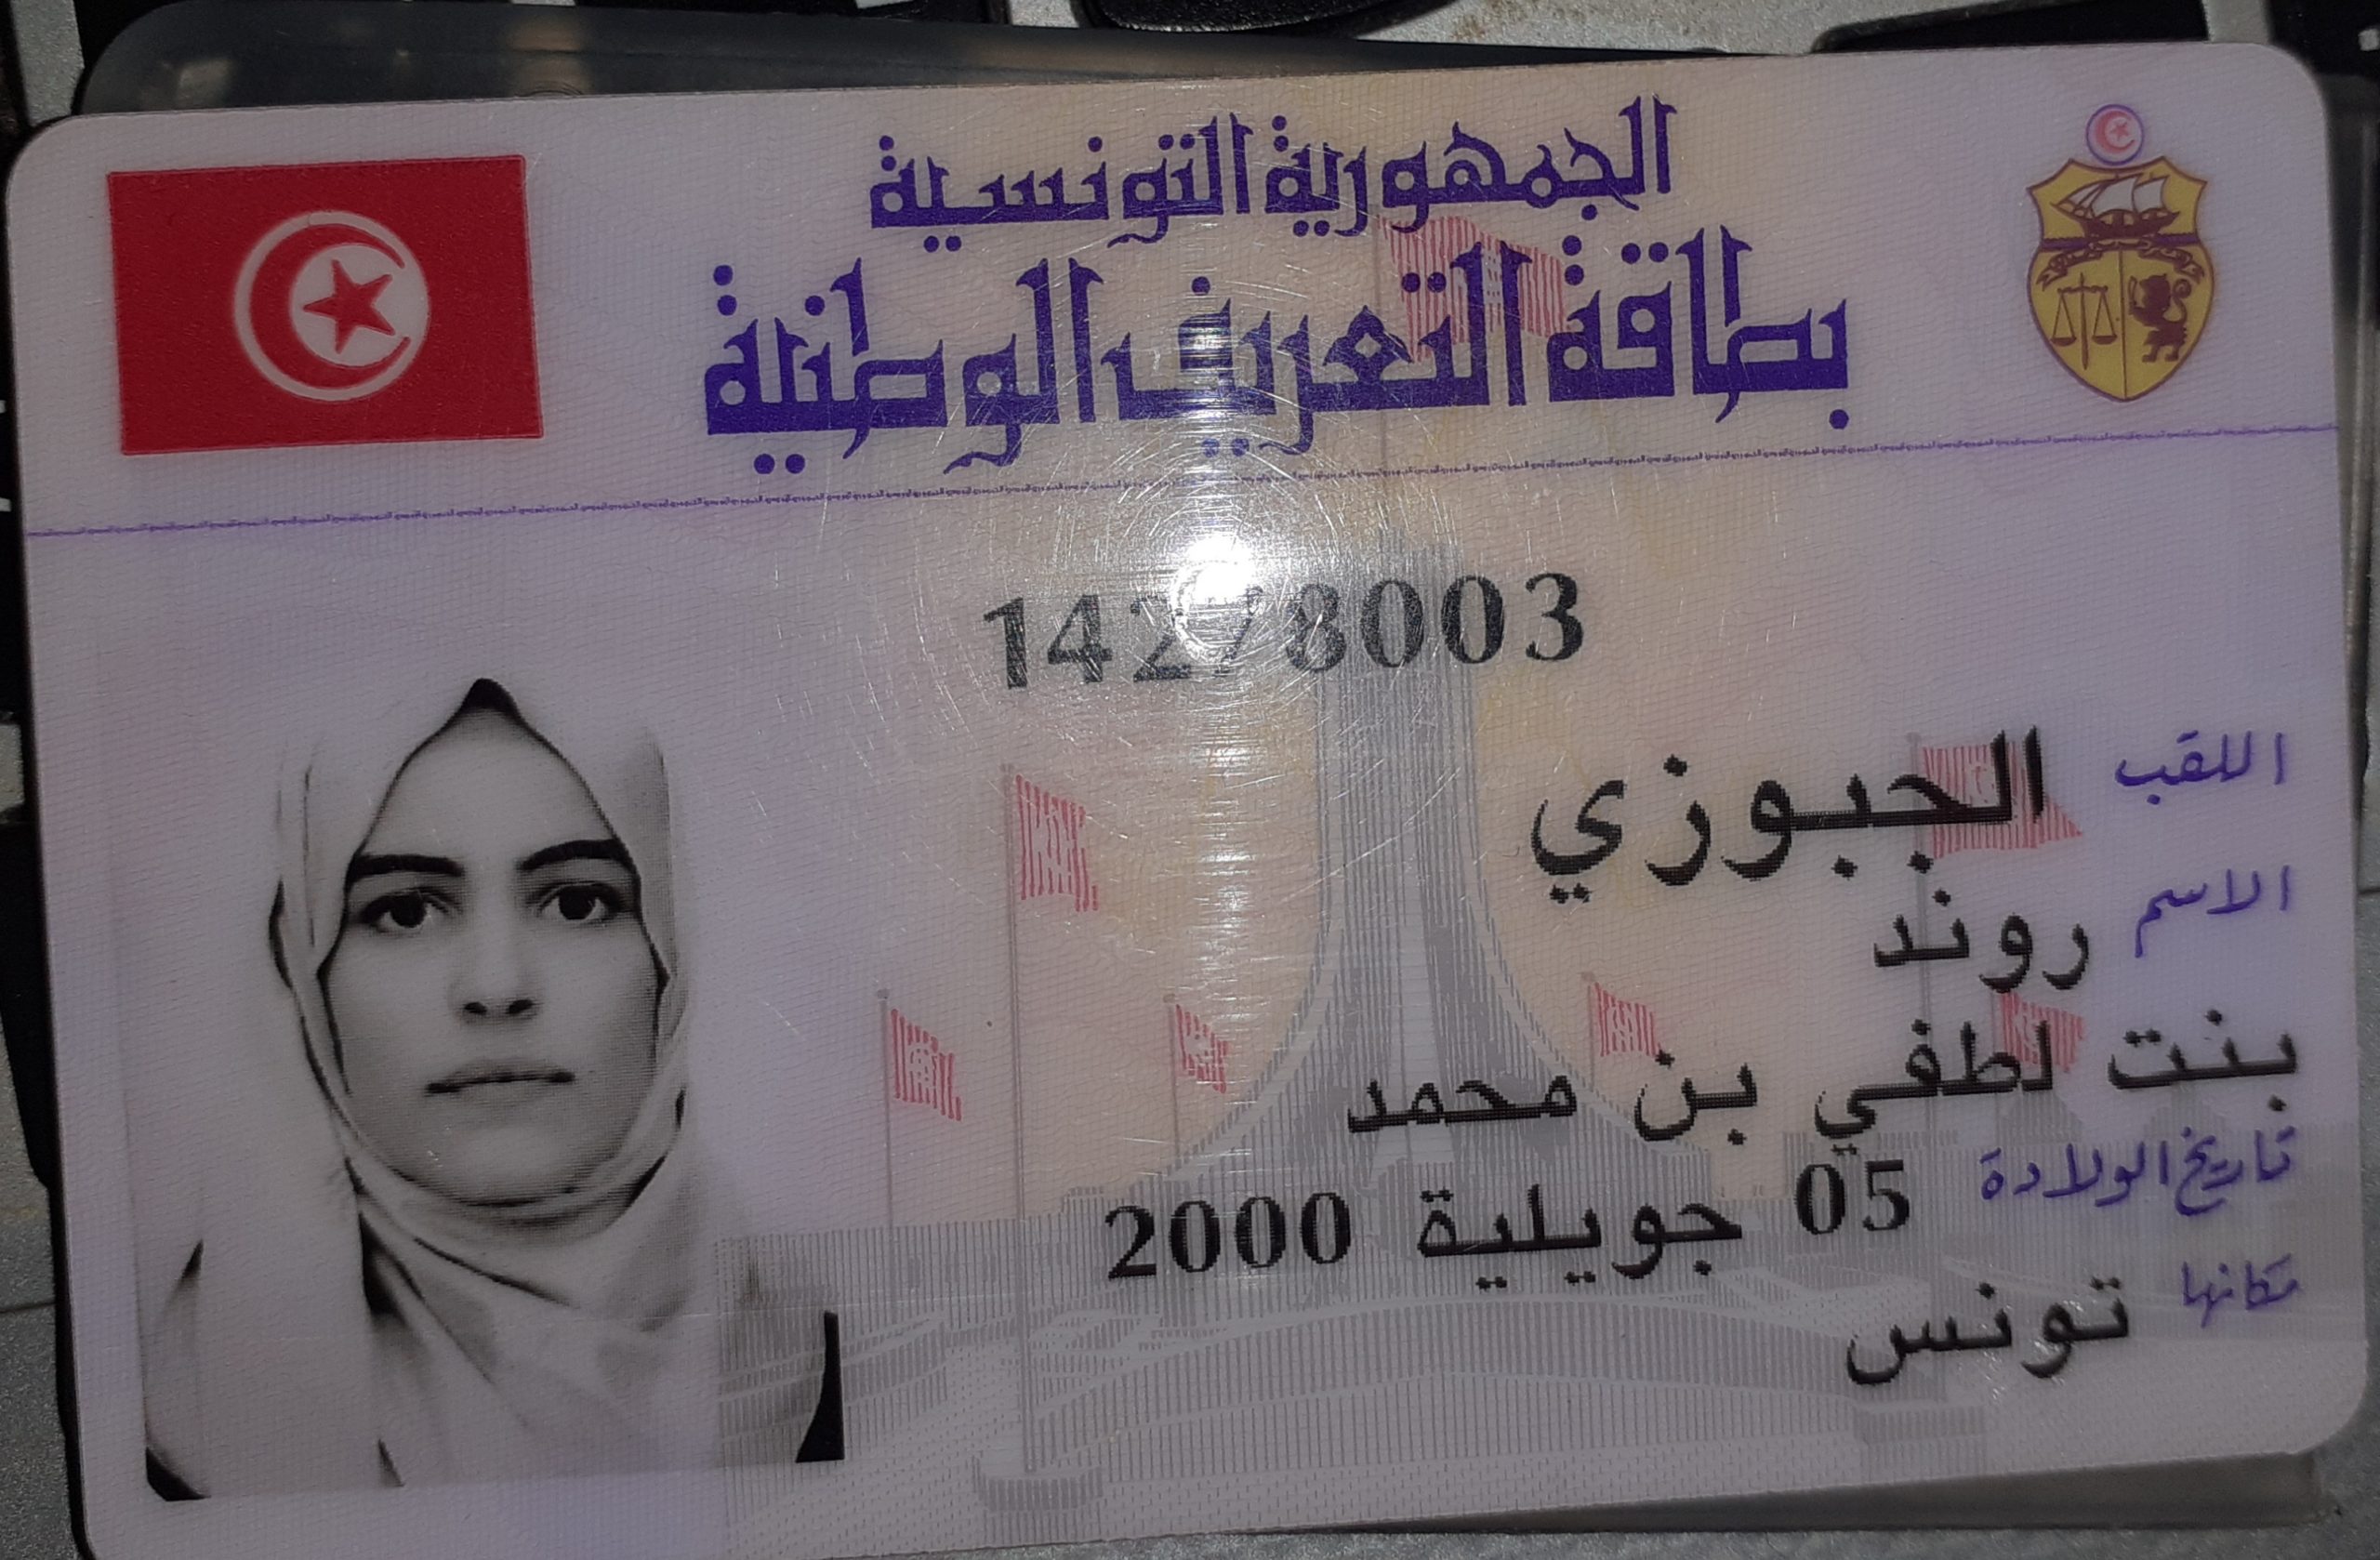 الجمهورية التونسية
بطاقة التعريف الوطنية
14278003
اللقب الجبوزي
الاسم روند
بنت لطفي بن محمد
تاريخ الولادة 05 جويلية 2000
مكانها تونس